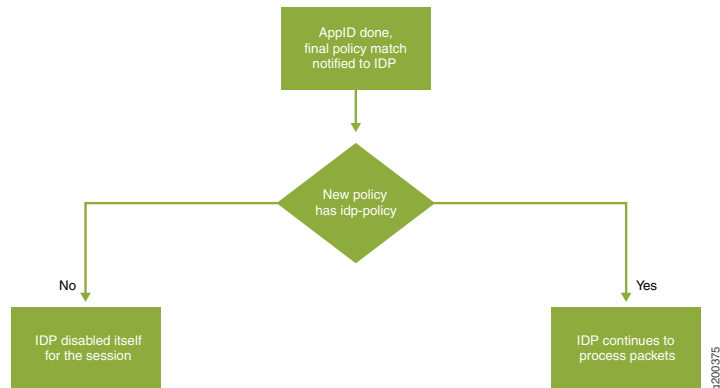 AppID done,
final policy match
notified to IDP
New policy
has idp-policy
No
Yes
IDP disabled itself
for the session
IDP continues to
process packets
g200375